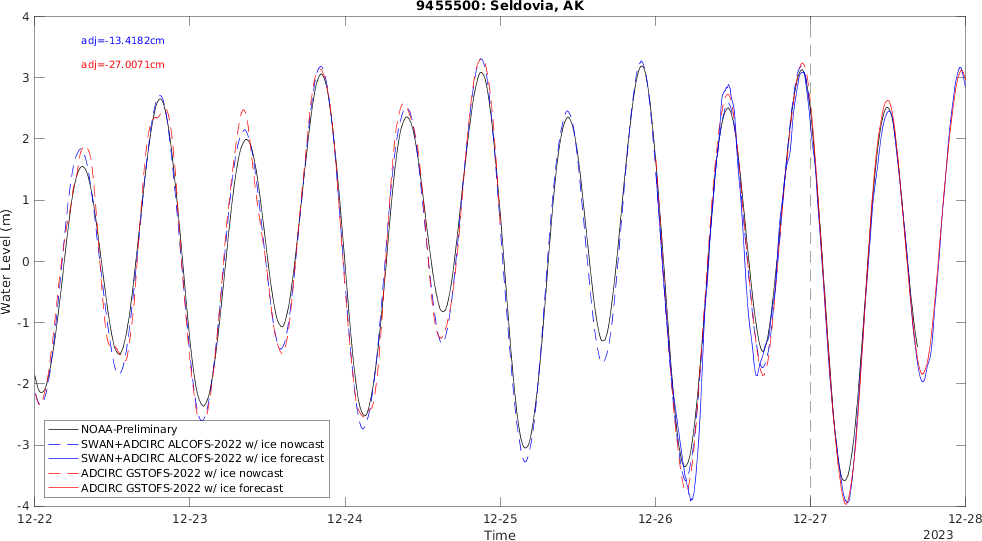 9455500: Seldovia, AK
adj=-13.4182cm
adj=-27.0071cm
4
3
2
1
0
-1
-2
-3
-4
Water Level (m)
NOAA-Preliminary
SWAN+ADCIRC ALCOFS-2022 w/ ice nowcast
SWAN+ADCIRC ALCOFS-2022 w/ ice forecast
ADCIRC GSTOFS-2022 w/ ice nowcast
ADCIRC GSTOFS-2022 w/ ice forecast
12-22 12-23 12-24 12-25 12-26 12-27 12-28
Time
2023